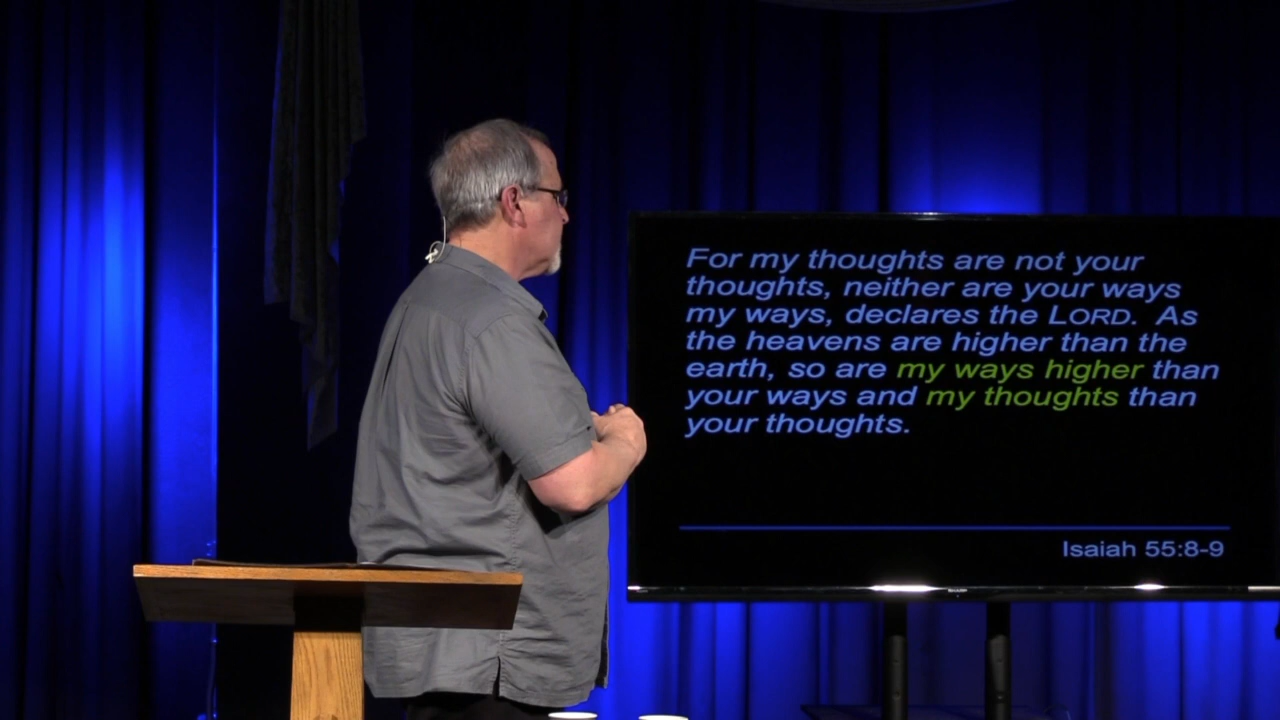 For my thoughts are not your
thoughts, neither are your ways
my ways, declares the LORD. As
the heavens are higher than the
earth, so are my ways higher than
your ways and my thoughts than
your thoughts.
Isaiah 55:8-9
SHARP